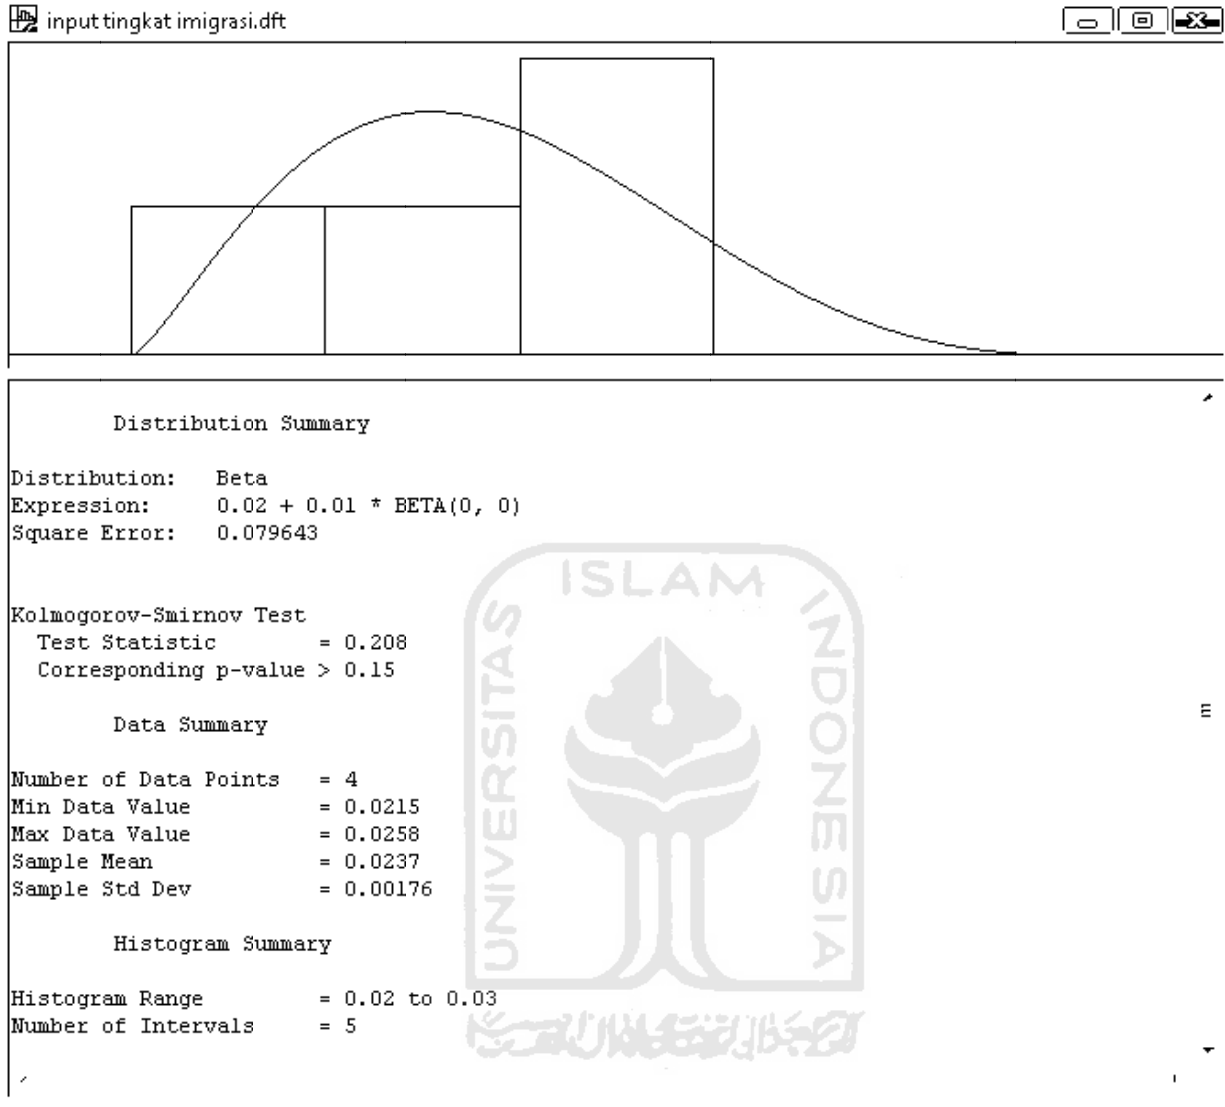 input tingkat imigrasi.dft
Distribution Summary
Distribution: Beta
Expression: 0.02 + 0.01 * BETA(0, 0)
Square Error: 0.079643
Kolmogorov-Smirnov Test
Test Statistic = 0.208
Corresponding p-value > 0.15
Data Summary
Number of Data Points = 4
Min Data Value = 0.0215
Max Data Value = 0.0258
Sample Mean = 0.0237
Sample Std Dev = 0.00176
Histogram Summary
Histogram Range = 0.02 to 0.03
Number of Intervals = 5
UNIVERSITAS
ISLAM
INDONESIA